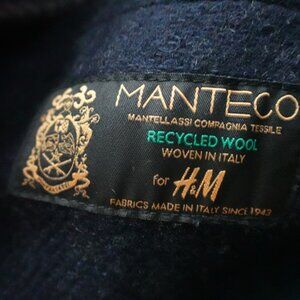 MANTECO
MANTELLASSI COMPAGNIA TESSILE
RECYCLED WOOL
WOVEN IN ITALY
for H&M
FABRICS MADE IN ITALY SINCE 1943